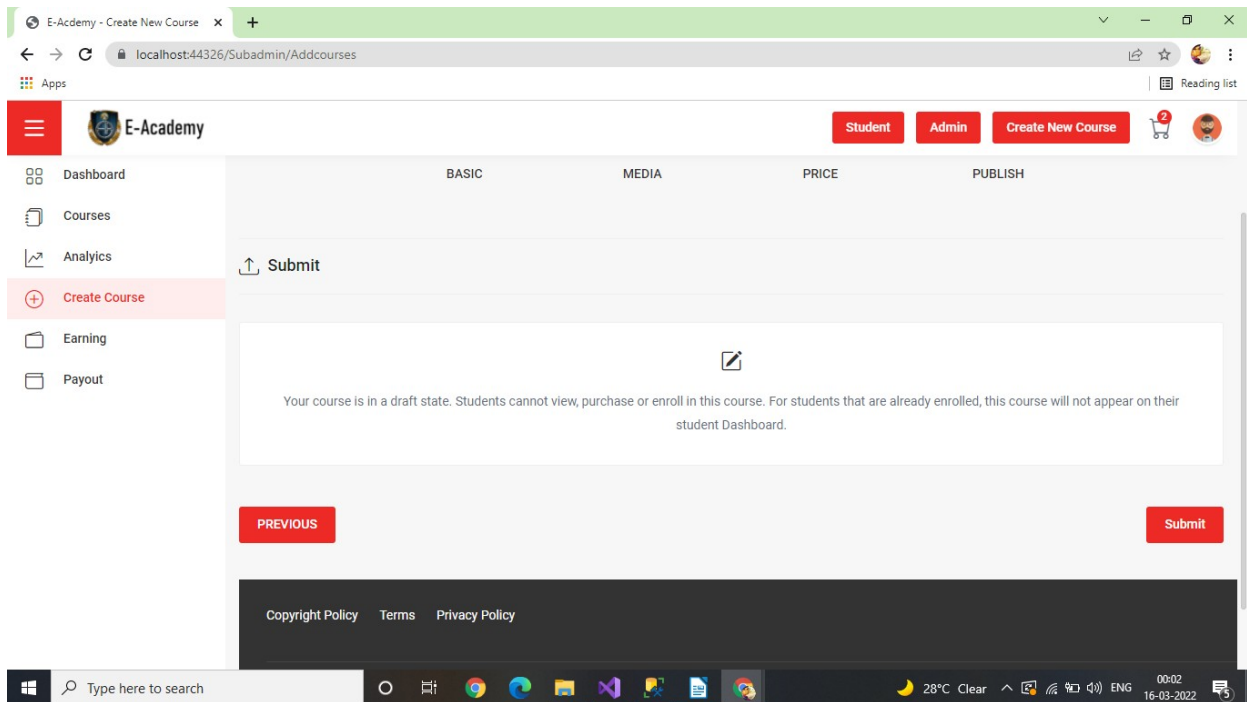 E-Acdemy - Create New Course
localhost:44326/Subadmin/Addcourses
Apps
Reading list
E-Academy
Student
Admin
Create New Course
2
Dashboard
Courses
Analyics
Create Course
Earning
Payout
BASIC
MEDIA
PRICE
PUBLISH
Submit
Your course is in a draft state. Students cannot view, purchase or enroll in this course. For students that are already enrolled, this course will not appear on their
student Dashboard.
PREVIOUS
Submit
Copyright Policy
Terms
Privacy Policy
Type here to search
28°C Clear
ENG
00:02
16-03-2022
5